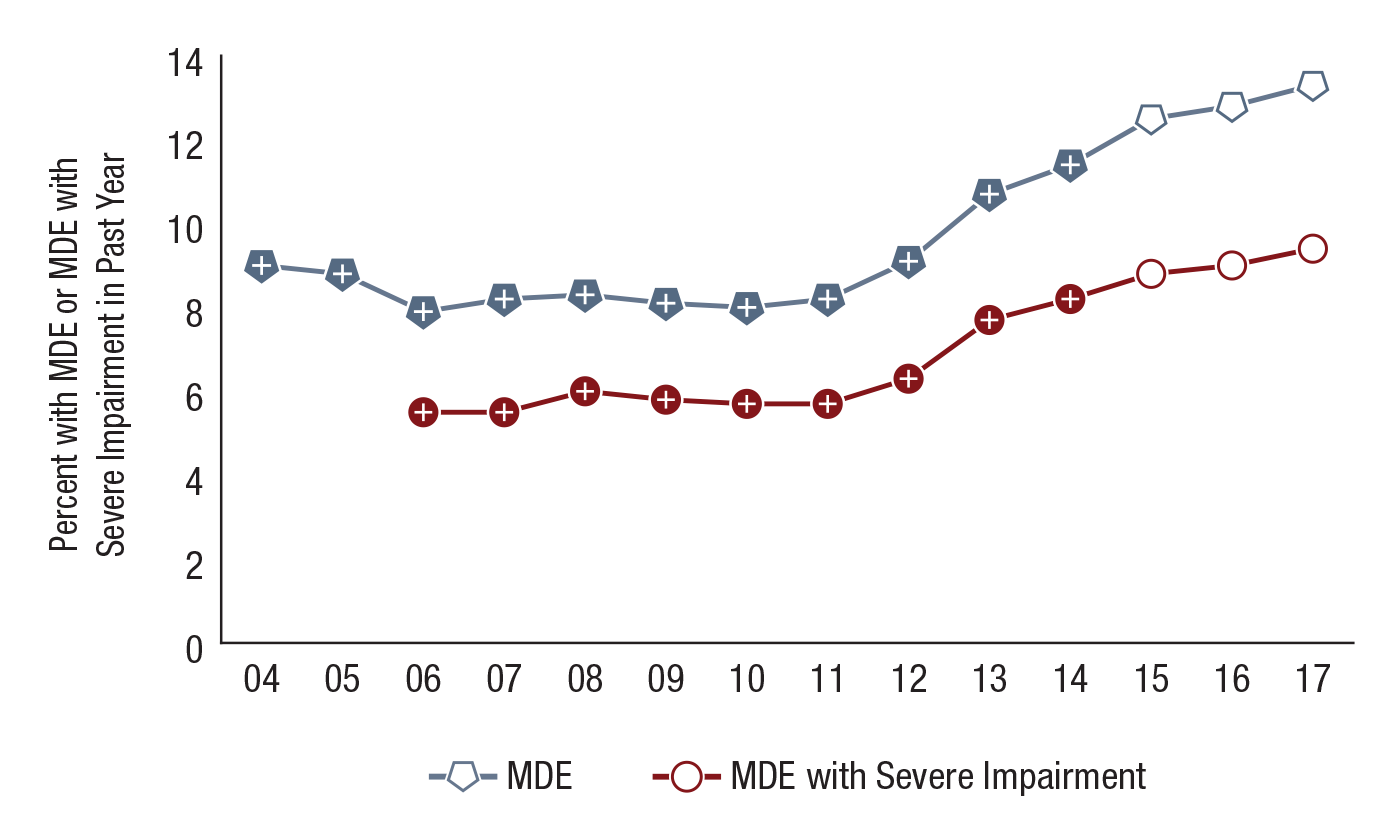 Percent with MDE or MDE with
Severe Impairment in Past Year
14
12
10
8
6
4
2
0
04 05 06 07 08 09 10 11 12 13 14 15 16 17
MDE MDE with Severe Impairment